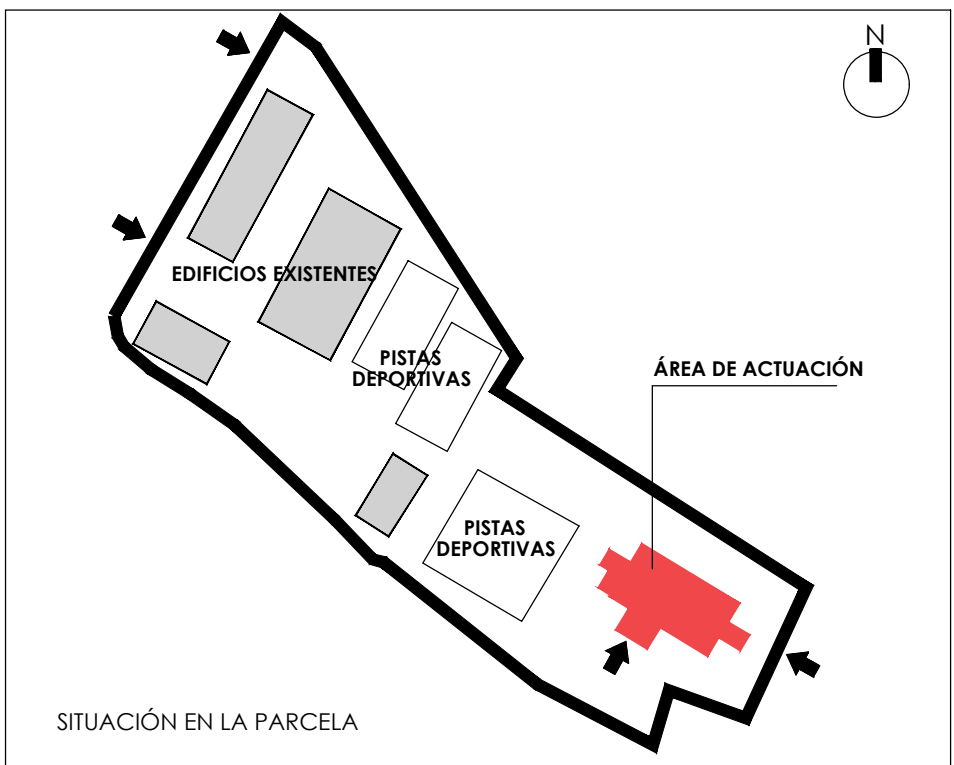 N
EDIFICIOS EXISTENTES
PISTAS
DEPORTIVAS
ÁREA DE ACTUACIÓN
PISTAS
DEPORTIVAS
SITUACIÓN EN LA PARCELA